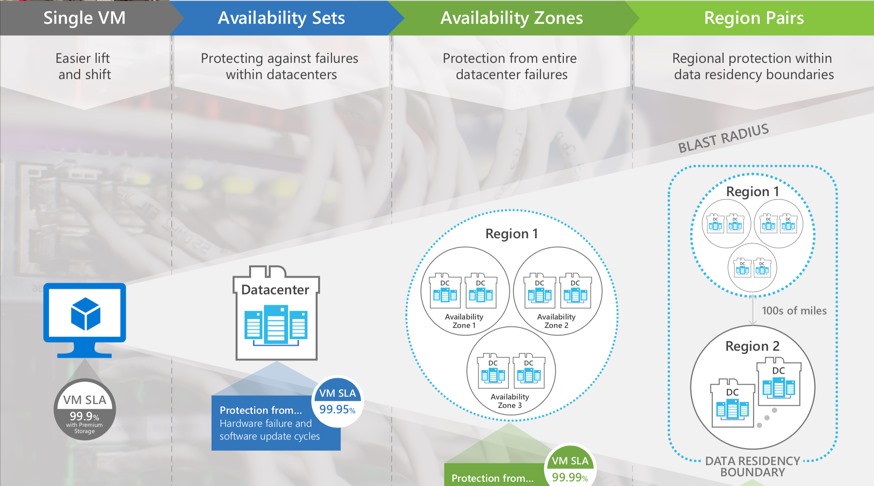 Single VM
Availability Sets
Availability Zones
Region Pairs
Easier lift
and shift
Protecting against failures
within datacenters
Protection from entire
datacenter failures
Regional protection within
data residency boundaries
BLAST RADIUS
VM SLA
99.9%
with Premium
Storage
Datacenter
VM SLA
99.95%
Protection from...
Hardware failure and
software update cycles
Region 1
DC
DC
Availability
Zone 1
DC
DC
Availability
Zone 2
DC
DC
Availability
Zone 3
VM SLA
99.99%
Protection from...
Region 1
DC
DC
DC
DC
DC
DC
100s of miles
Region 2
DC
DC
DATA RESIDENCY
BOUNDARY